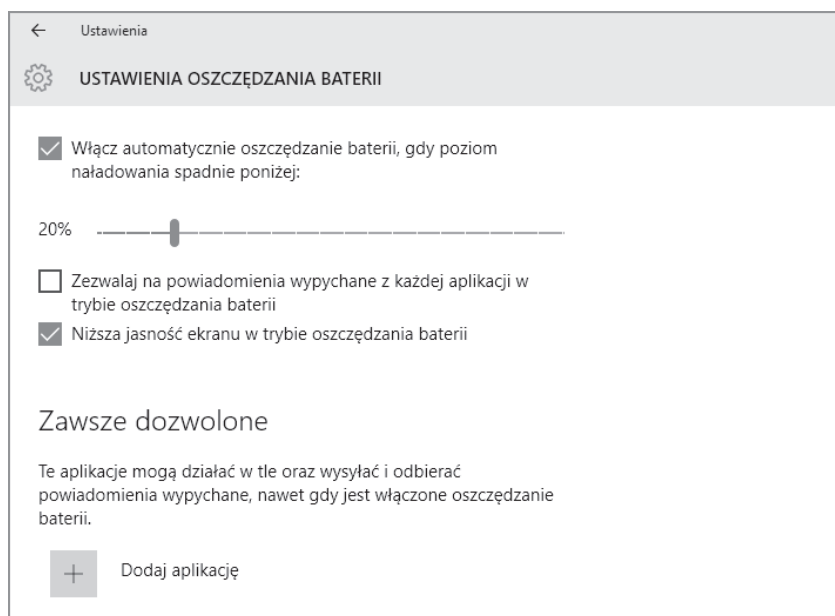 Ustawienia
USTAWIENIA OSZCZĘDZANIA BATERII
Włącz automatycznie oszczędzanie baterii, gdy poziom
naładowania spadnie poniżej:
20%
Zezwalaj na powiadomienia wypychane z każdej aplikacji w
trybie oszczędzania baterii
Niższa jasność ekranu w trybie oszczędzania baterii
Zawsze dozwolone
Te aplikacje mogą działać w tle oraz wysyłać i odbierać
powiadomienia wypychane, nawet gdy jest włączone oszczędzanie
baterii.
Dodaj aplikację